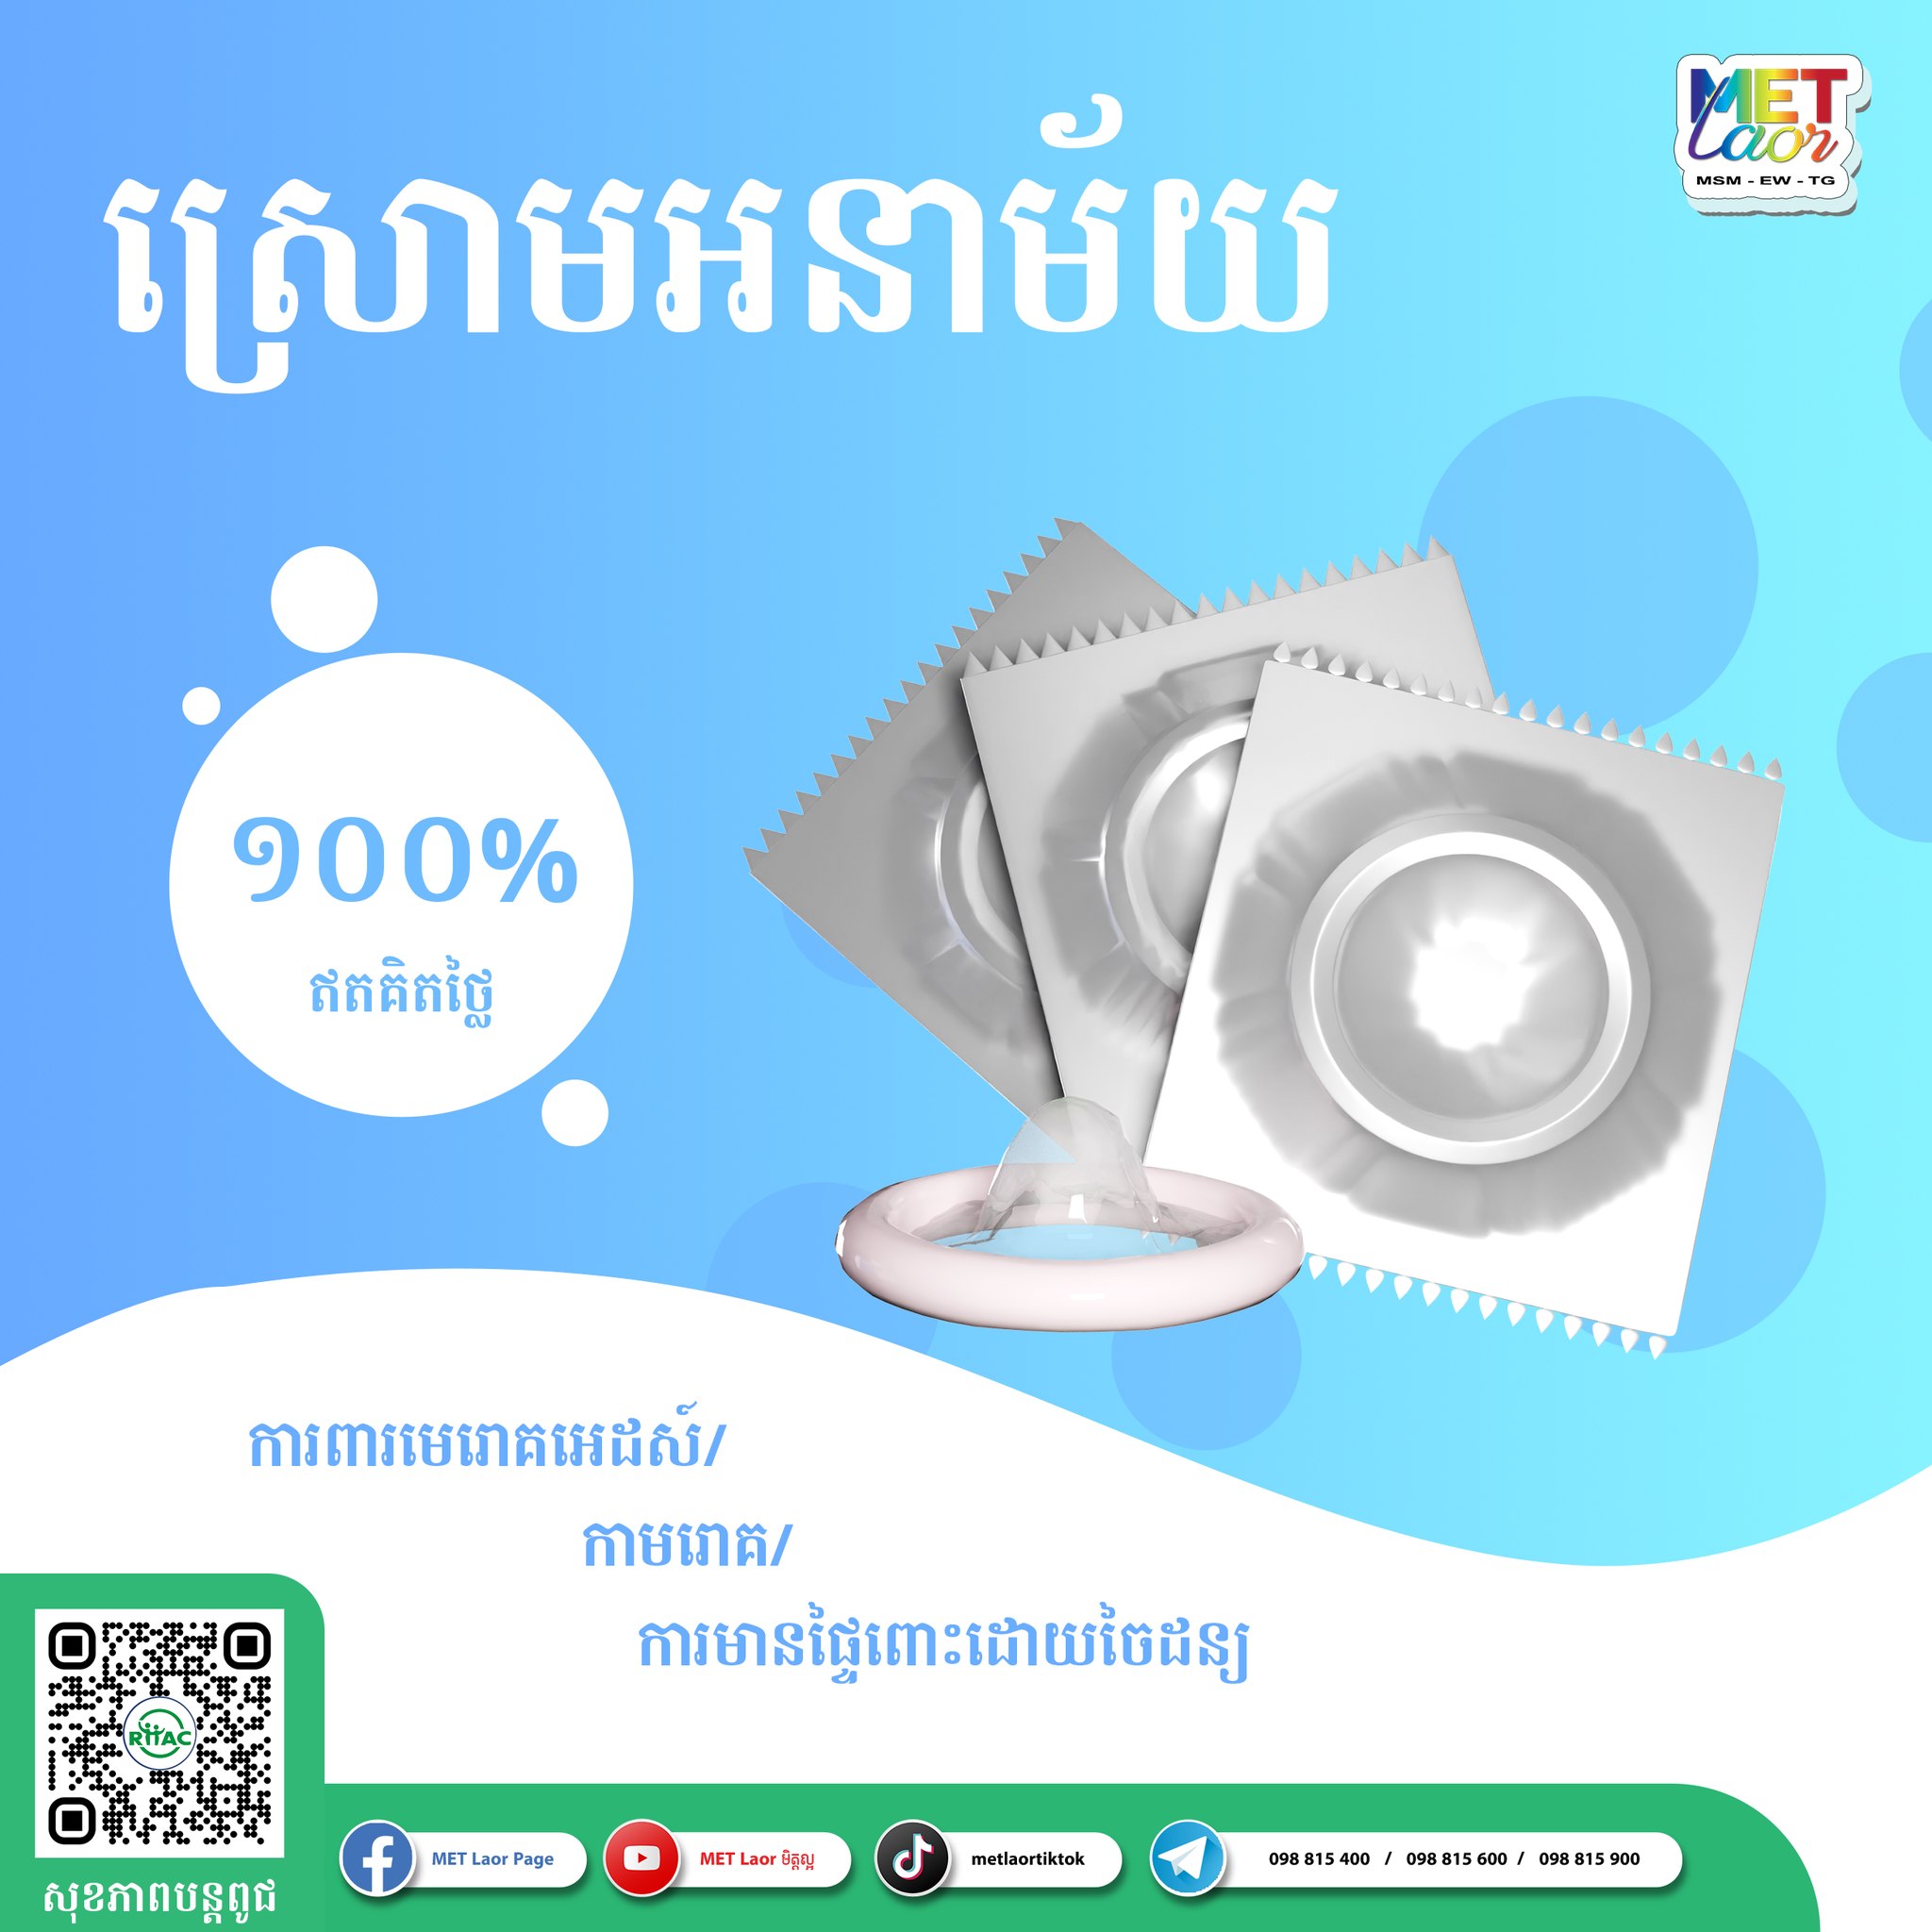 MET
Laor
MSM - EW - TG
ស្រោមអនាម័យ
១០០%
ឥតគិតថ្លៃ
ការពារមេរោគអេដស៍/
កាមរោគ/
ការមានផ្ទៃពោះដោយចៃដន្យ
RHAC
សុខភាពបន្តពូជ
MET Laor Page
MET Laor មិត្តល្អ
metlaortiktok
098 815 400 / 098 815 600 / 098 815 900